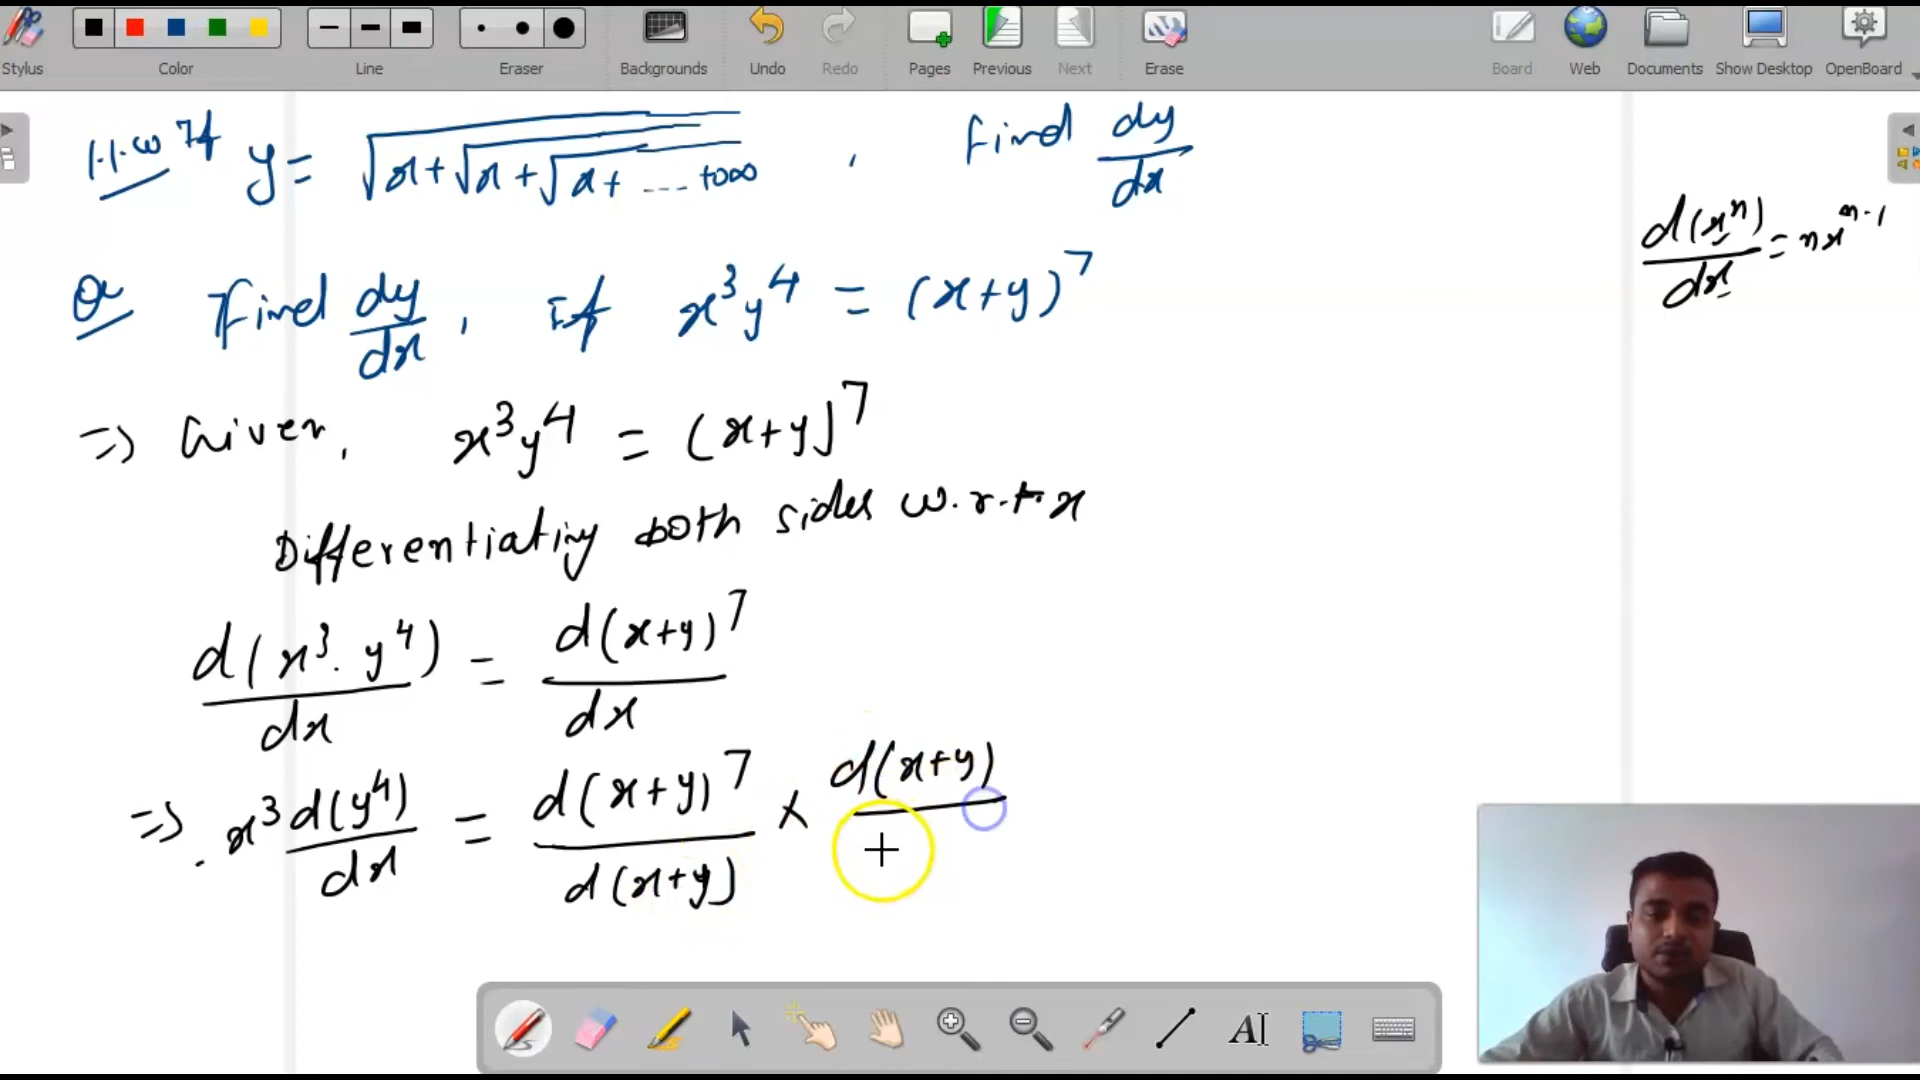 Stylus Color Line Eraser Backgrounds Undo Redo Pages Previous Next Erase Board Web Documents Show Desktop OpenBoard
H.W If y = √x+√x+√x+ .... +∞ , find dy/dx
d(xⁿ)/dx = nxⁿ⁻¹
Q Find dy/dx , If x³y⁴ = (x+y)⁷
⇒ Given, x³y⁴ = (x+y)⁷
Differentiating both sides w.r.t. x
d(x³. y⁴)/dx = d(x+y)⁷/dx
⇒ . x³ d(y⁴)/dx = d(x+y)⁷/d(x+y) × d(x+y)
AI